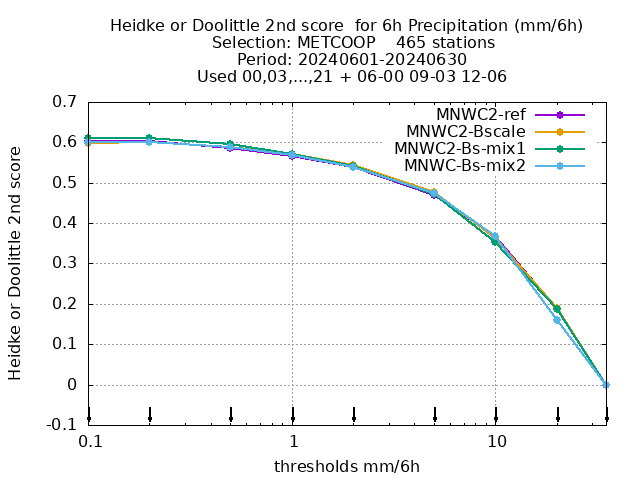 Heidke or Doolittle 2nd score  for 6h Precipitation (mm/6h)
Selection: METCOOP    465 stations
Period: 20240601-20240630
Used 00,03,...,21 + 06-00 09-03 12-06
MNWC2-ref
MNWC2-Bscale
MNWC2-Bs-mix1
MNWC-Bs-mix2
Heidke or Doolittle 2nd score
0.7
0.6
0.5
0.4
0.3
0.2
0.1
0
-0.1
0.1 1 10
thresholds mm/6h